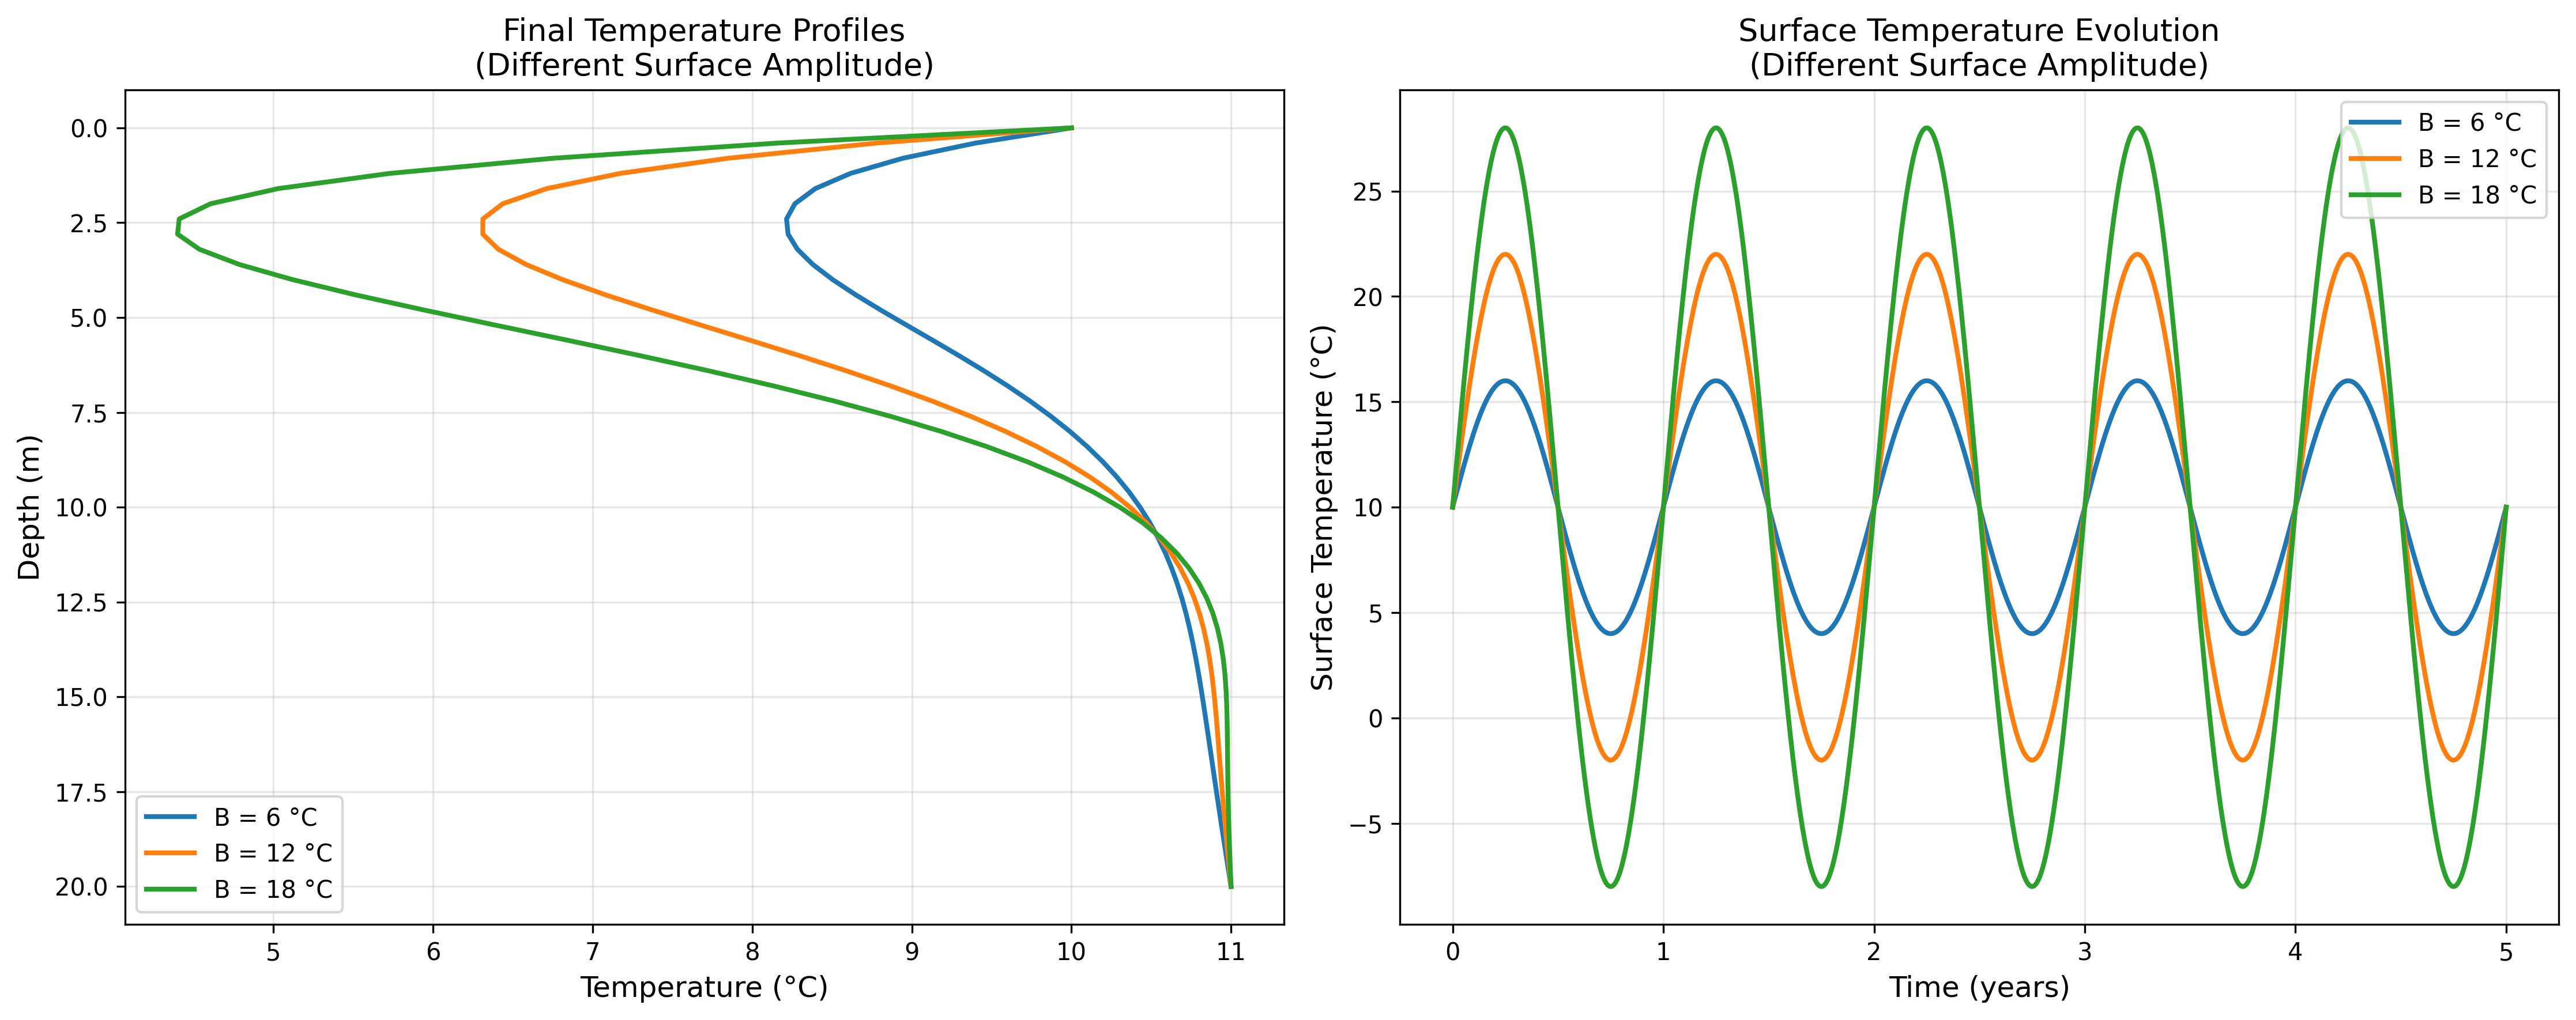 Final Temperature Profiles
(Different Surface Amplitude)
0.0
2.5
5.0
7.5
10.0
12.5
15.0
17.5
20.0
Depth (m)
B = 6 °C
B = 12 °C
B = 18 °C
5
6
7
8
9
10
11
Temperature (°C)
Surface Temperature Evolution
(Different Surface Amplitude)
25
20
15
10
5
0
−5
Surface Temperature (°C)
B = 6 °C
B = 12 °C
B = 18 °C
0
1
2
3
4
5
Time (years)